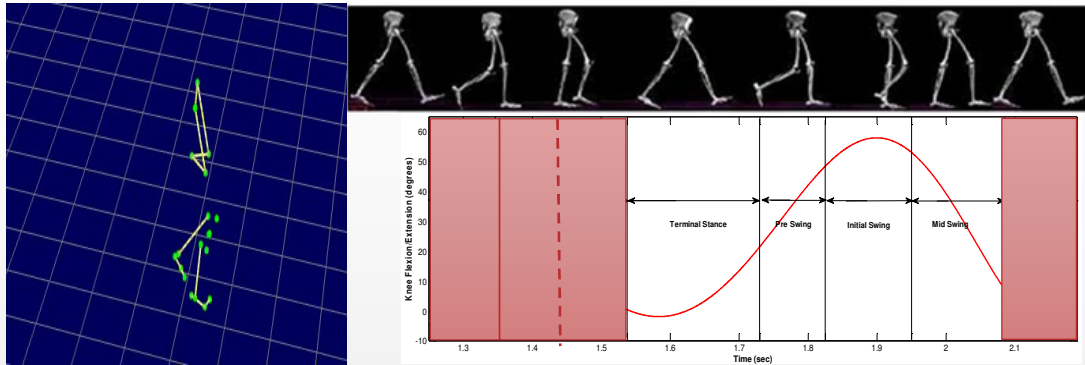 60
50
40
30
20
10
0
-10
Knee Flexion/Extension (degrees)
Terminal Stance
Pre Swing
Initial Swing
Mid Swing
1.3 1.4 1.5 1.6 1.7 1.8 1.9 2 2.1
Time (sec)